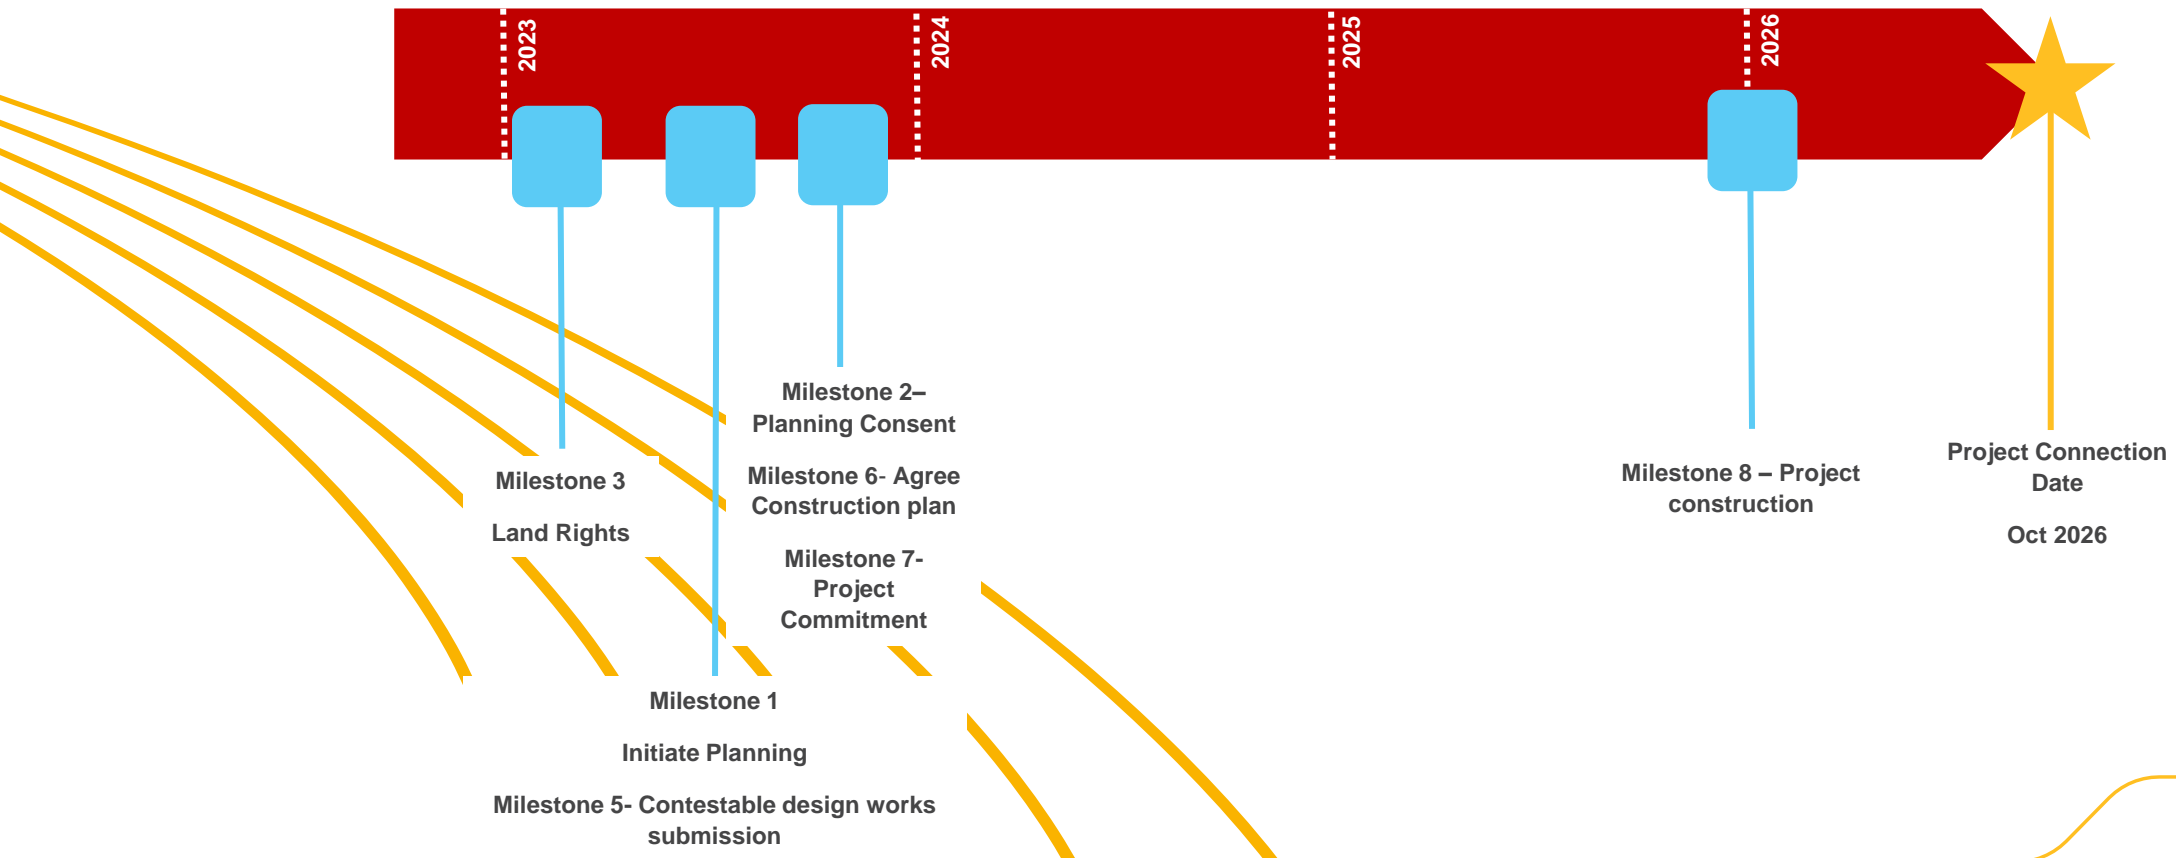 2023
2024
2025
2026
Milestone 3
Land Rights
Milestone 1
Initiate Planning
Milestone 5- Contestable design works
submission
Milestone 2–
Planning Consent
Milestone 6- Agree
Construction plan
Milestone 7-
Project
Commitment
Milestone 8 – Project
construction
Project Connection
Date
Oct 2026